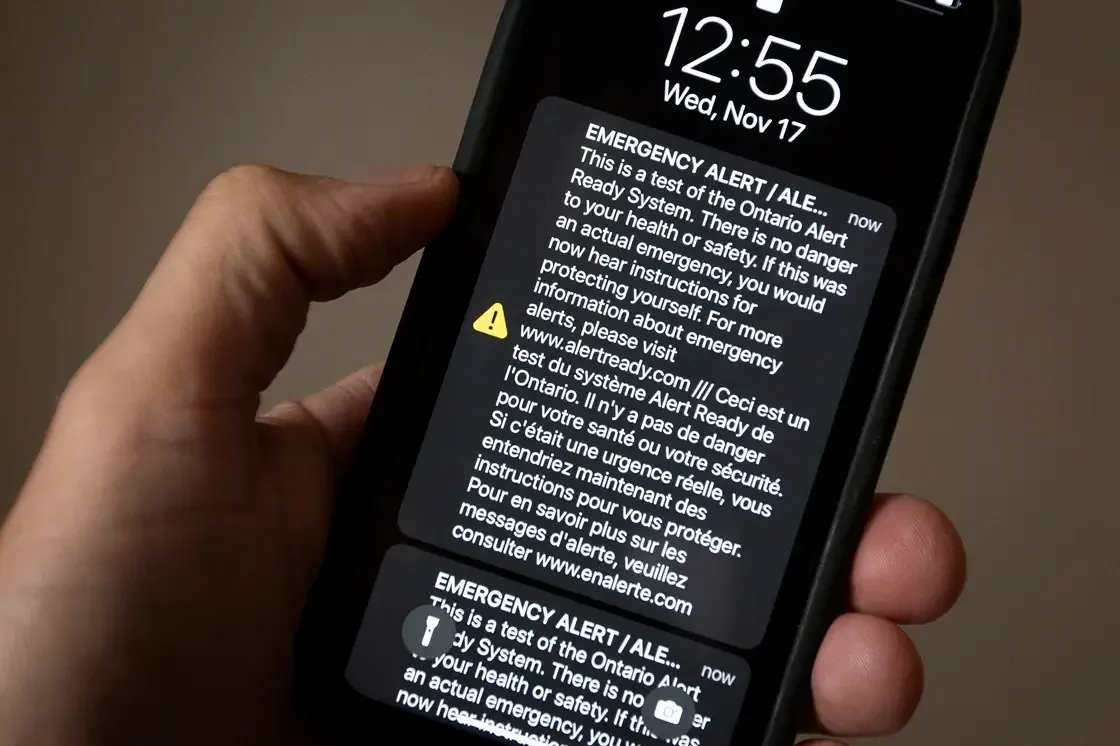 12:55
Wed, Nov 17
EMERGENCY ALERT / ALE... now
This is a test of the Ontario Alert
Ready System. There is no danger
to your health or safety. If this was
an actual emergency, you would
now hear instructions for
protecting yourself. For more
information about emergency
alerts, please visit
www.alertready.com /// Ceci est un
test du système Alert Ready de
l'Ontario. Il n'y a pas de danger
pour votre santé ou votre sécurité.
Si c'était une urgence réelle, vous
entendriez maintenant des
instructions pour vous protéger.
Pour en savoir plus sur les
messages d'alerte, veuillez
consulter www.enalerte.com
EMERGENCY ALERT / ALE... now
This is a test of the Ontario Alert
System. There is no
your health or safety. If
an actual emergency, you
now hear